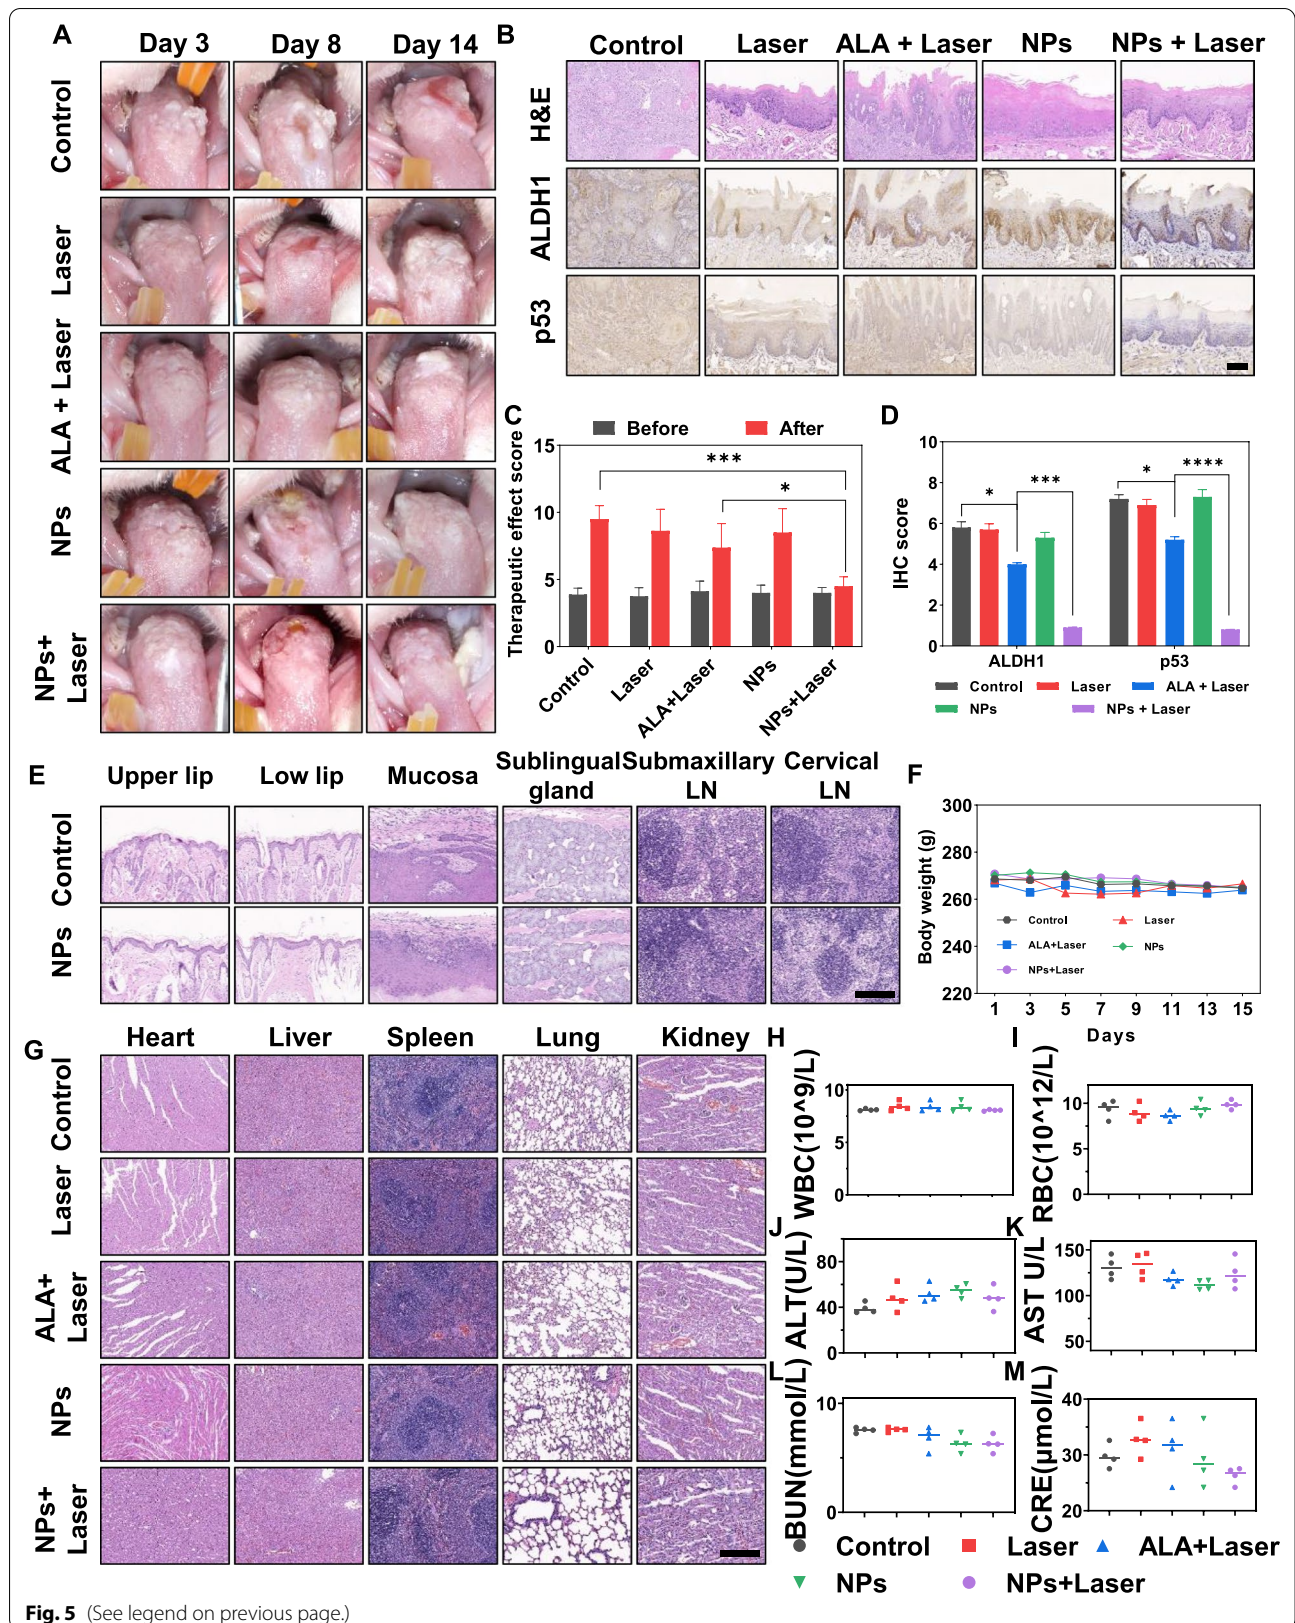 A
Day 3
Day 8
Day 14
Control
Laser
ALA + Laser
NPs
NPs+
Laser
B
Control
Laser
ALA + Laser
NPs
NPs + Laser
H&E
ALDH1
p53
C
Before
After
Therapeutic effect score
15
10
5
0
***
*
Control
Laser
ALA+Laser
NPs
NPs+Laser
D
IHC score
10
8
6
4
2
0
*
***
*
****
ALDH1
p53
Control
Laser
ALA + Laser
NPs
NPs + Laser
E
Upper lip
Low lip
Mucosa
Sublingual
gland
Submaxillary
LN
Cervical
LN
Control
NPs
F
Body weight (g)
300
280
260
240
220
Control
Laser
ALA+Laser
NPs
NPs+Laser
1 3 5 7 9 11 13 15
Days
G
Heart
Liver
Spleen
Lung
Kidney
Control
Laser
ALA+
Laser
NPs
NPs+
Laser
H
WBC(10^9/L)
10
5
0
I
RBC(10^12/L)
10
5
0
J
ALT(U/L)
80
40
0
K
AST U/L
150
100
50
L
BUN(mmol/L)
10
5
0
M
CRE(μmol/L)
40
30
20
Control
Laser
ALA+Laser
NPs
NPs+Laser
Fig. 5 (See legend on previous page.)